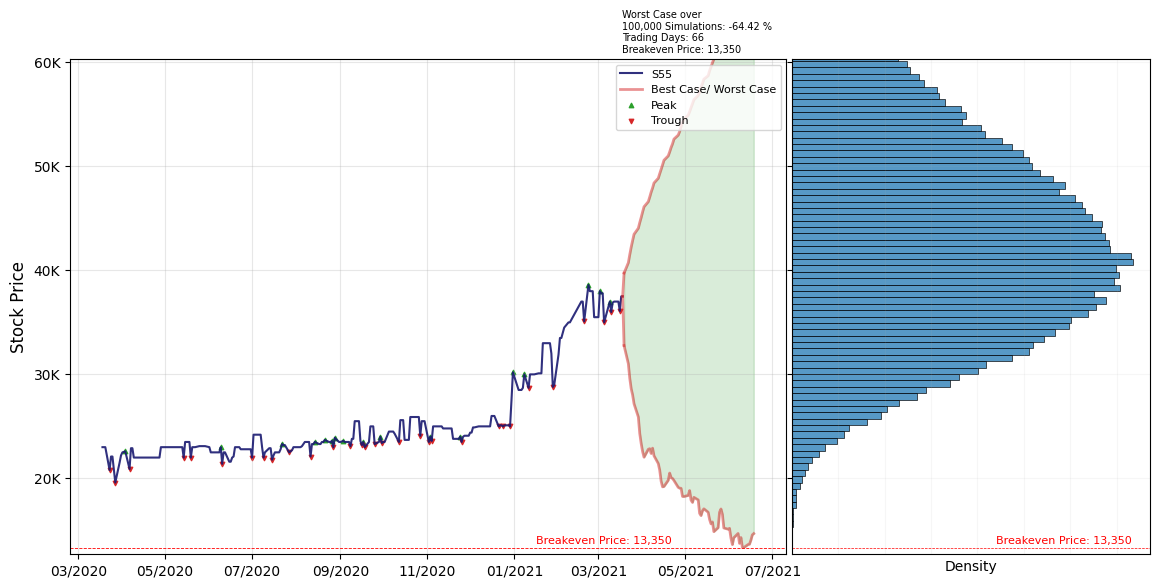 Worst Case over
100,000 Simulations: -64.42 %
Trading Days: 66
Breakeven Price: 13,350
S55
Best Case/ Worst Case
Peak
Trough
60K
50K
40K
30K
20K
Stock Price
Breakeven Price: 13,350
Breakeven Price: 13,350
03/2020
05/2020
07/2020
09/2020
11/2020
01/2021
03/2021
05/2021
07/2021
Density